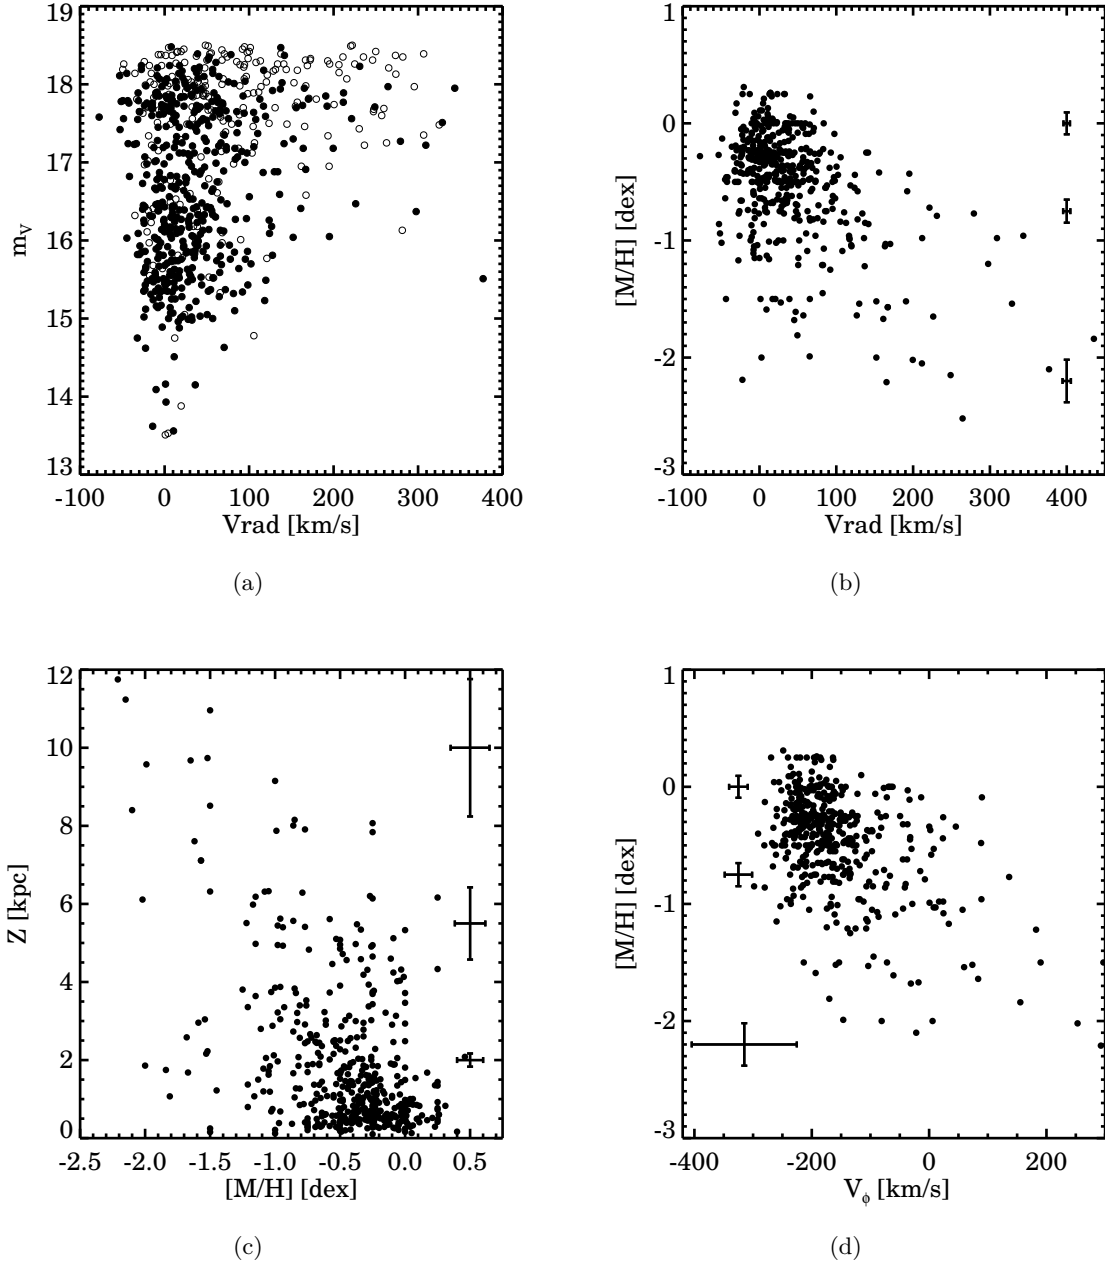 19
18
17
16
15
14
13
m_V
-100 0 100 200 300 400
Vrad [km/s]
(a)
1
0
-1
-2
-3
[M/H] [dex]
-100 0 100 200 300 400
Vrad [km/s]
(b)
12
10
8
6
4
2
0
Z [kpc]
-2.5 -2.0 -1.5 -1.0 -0.5 0.0 0.5
[M/H] [dex]
(c)
1
0
-1
-2
-3
[M/H] [dex]
-400 -200 0 200
V_ϕ [km/s]
(d)